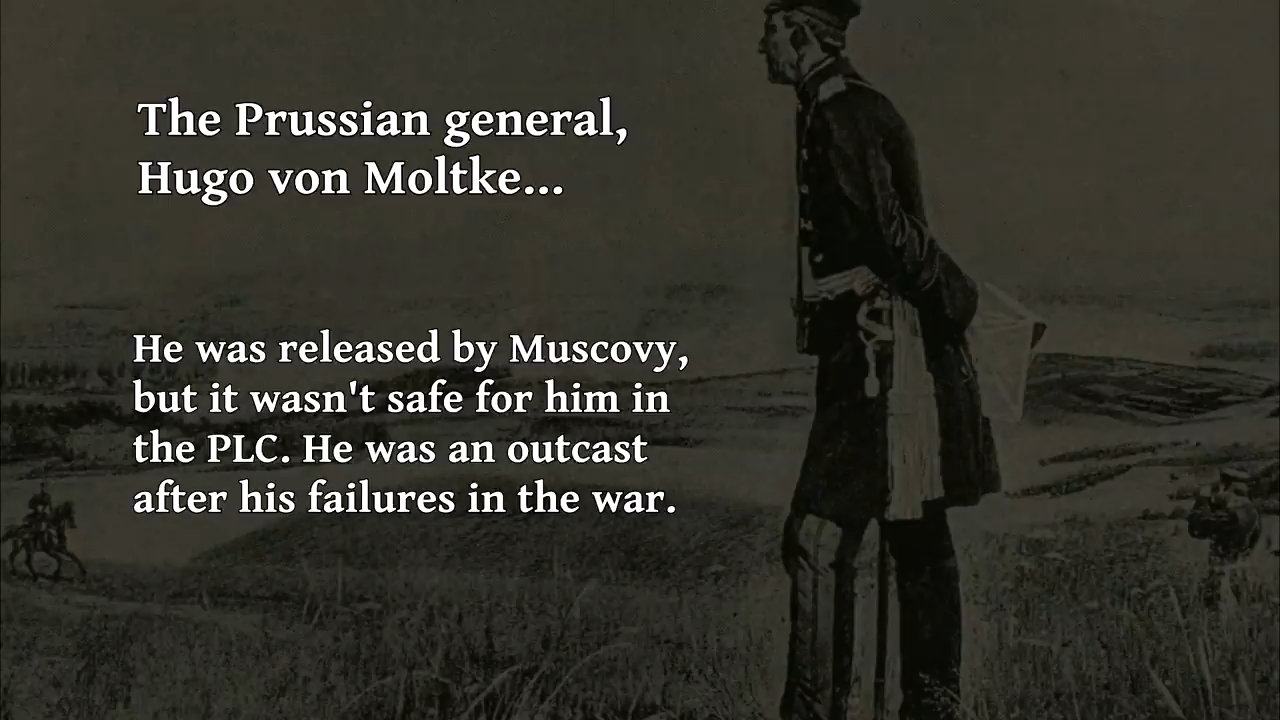 The Prussian general,
Hugo von Moltke...
He was released by Muscovy,
but it wasn't safe for him in
the PLC. He was an outcast
after his failures in the war.